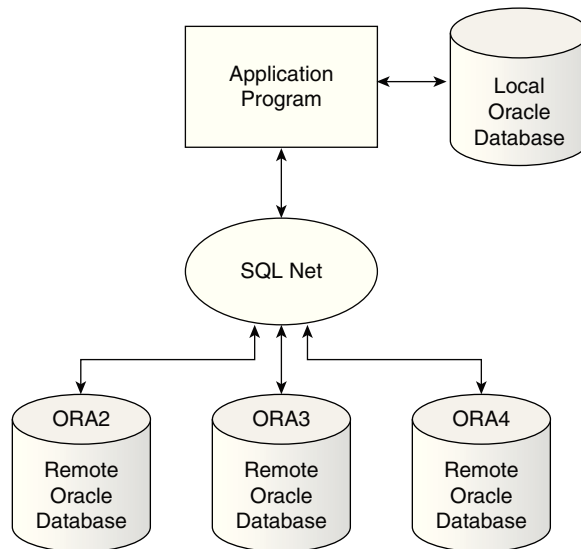 Application
Program
Local
Oracle
Database
SQL Net
ORA2
Remote
Oracle
Database
ORA3
Remote
Oracle
Database
ORA4
Remote
Oracle
Database